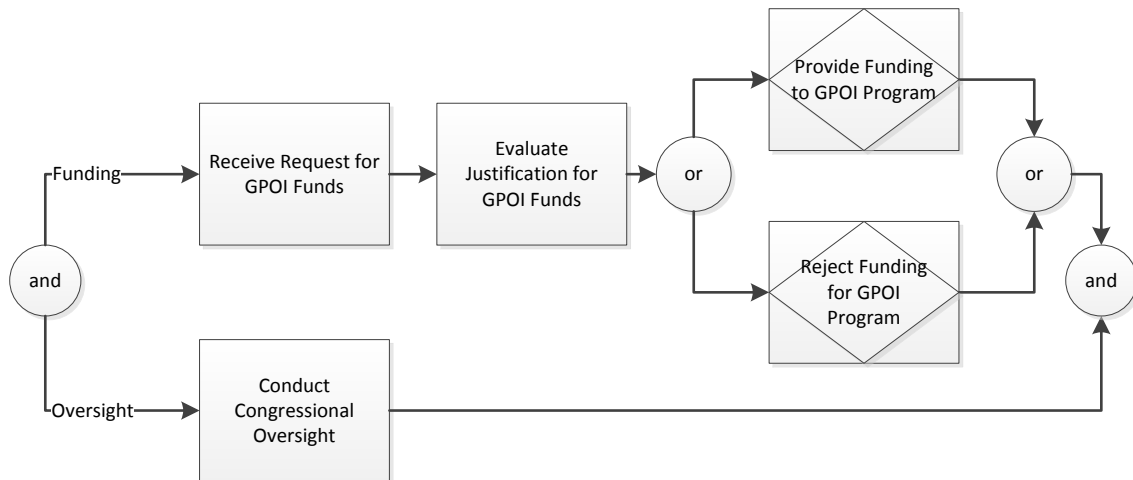 Provide Funding
to GPOI Program
Funding
Receive Request for
GPOI Funds
Evaluate
Justification for
GPOI Funds
or
or
and
Reject Funding
for GPOI
Program
and
Oversight
Conduct
Congressional
Oversight